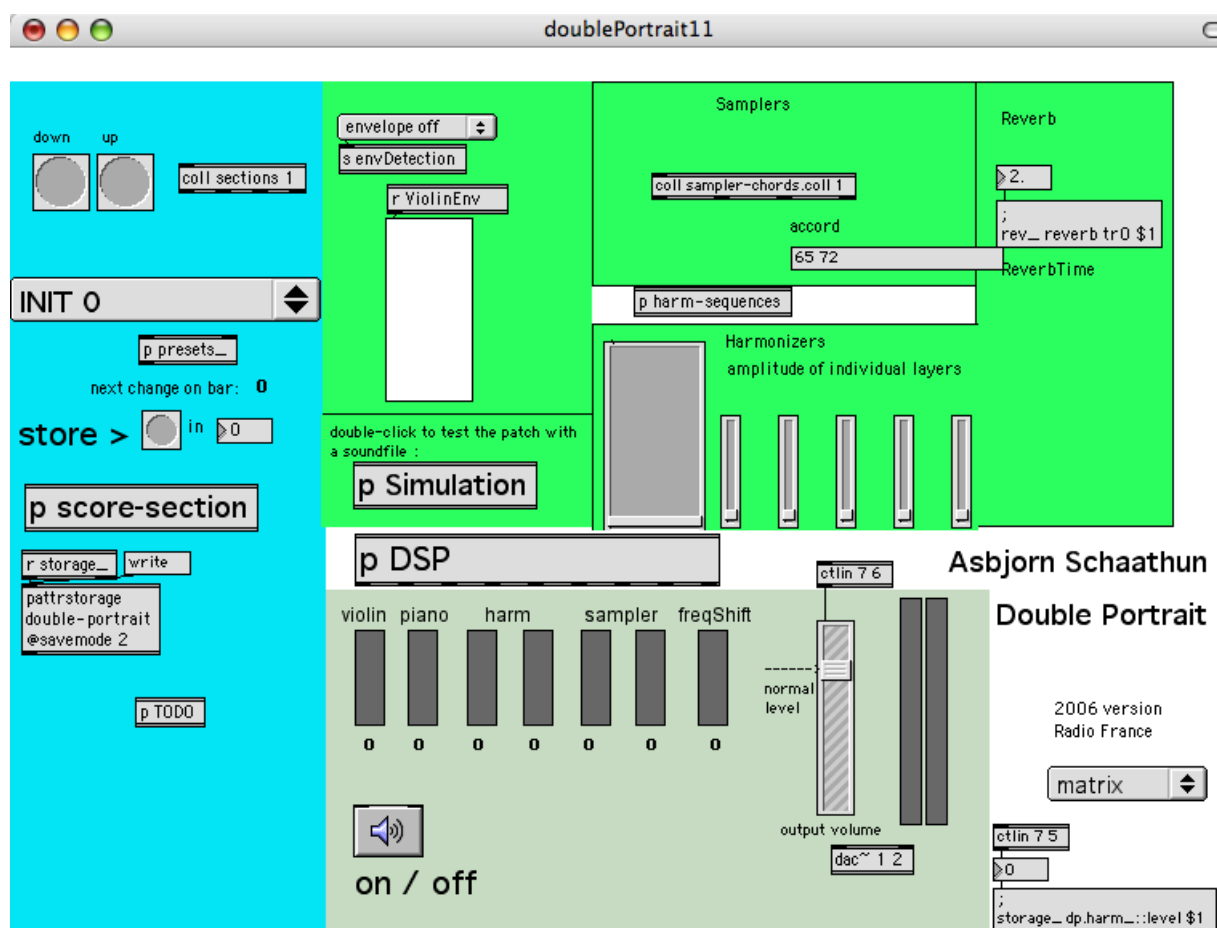 doublePortrait11
down up
coll sections 1
INIT 0
p presets_
next change on bar: 0
store > in 0
p score-section
r storage_ write
pattrstorage
double-portrait
@savemode 2
p TODO
envelope off
s envDetection
r ViolinEnv
double-click to test the patch with
a soundfile :
p Simulation
Samplers
coll sampler-chords.coll 1
accord
65 72
p harm-sequences
Harmonizers
amplitude of individual layers
Reverb
2.
;
rev_ reverb tr0 $1
ReverbTime
p DSP
violin piano harm sampler freqShift
0 0 0 0 0 0 0
on / off
ctlin 7 6
normal
level
output volume
dac~ 1 2
Asbjorn Schaathun
Double Portrait
2006 version
Radio France
matrix
ctlin 7 5
0
;
storage_ dp.harm_::level $1